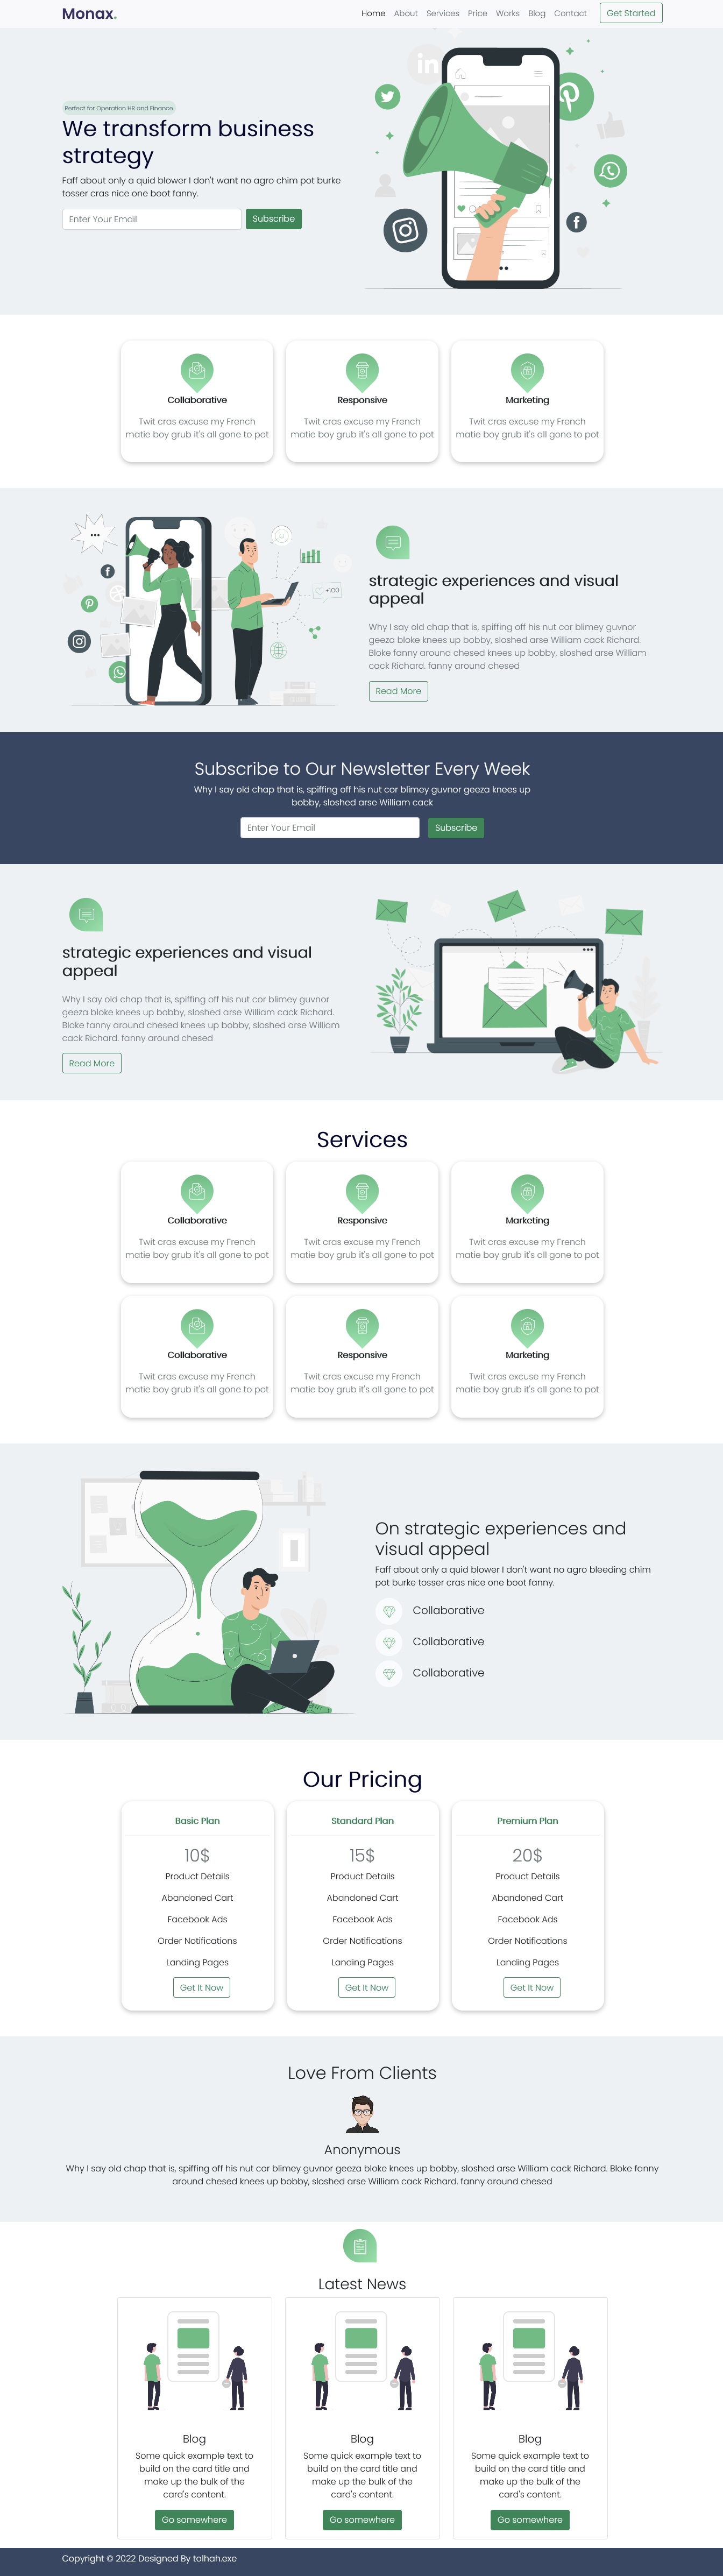 Monax.
Home About Services Price Works Blog Contact Get Started
Perfect for Operation HR and Finance
We transform business
strategy
Faff about only a quid blower I don't want no agro chim pot burke
tosser cras nice one boot fanny.
Enter Your Email Subscribe
Collaborative
Twit cras excuse my French
matie boy grub it's all gone to pot
Responsive
Twit cras excuse my French
matie boy grub it's all gone to pot
Marketing
Twit cras excuse my French
matie boy grub it's all gone to pot
+100
strategic experiences and visual
appeal
Why I say old chap that is, spiffing off his nut cor blimey guvnor
geeza bloke knees up bobby, sloshed arse William cack Richard.
Bloke fanny around chesed knees up bobby, sloshed arse William
cack Richard. fanny around chesed
Read More
Subscribe to Our Newsletter Every Week
Why I say old chap that is, spiffing off his nut cor blimey guvnor geeza knees up
bobby, sloshed arse William cack
Enter Your Email Subscribe
strategic experiences and visual
appeal
Why I say old chap that is, spiffing off his nut cor blimey guvnor
geeza bloke knees up bobby, sloshed arse William cack Richard.
Bloke fanny around chesed knees up bobby, sloshed arse William
cack Richard. fanny around chesed
Read More
Services
Collaborative
Twit cras excuse my French
matie boy grub it's all gone to pot
Responsive
Twit cras excuse my French
matie boy grub it's all gone to pot
Marketing
Twit cras excuse my French
matie boy grub it's all gone to pot
Collaborative
Twit cras excuse my French
matie boy grub it's all gone to pot
Responsive
Twit cras excuse my French
matie boy grub it's all gone to pot
Marketing
Twit cras excuse my French
matie boy grub it's all gone to pot
On strategic experiences and
visual appeal
Faff about only a quid blower I don't want no agro bleeding chim
pot burke tosser cras nice one boot fanny.
Collaborative
Collaborative
Collaborative
Our Pricing
Basic Plan
10$
Product Details
Abandoned Cart
Facebook Ads
Order Notifications
Landing Pages
Get It Now
Standard Plan
15$
Product Details
Abandoned Cart
Facebook Ads
Order Notifications
Landing Pages
Get It Now
Premium Plan
20$
Product Details
Abandoned Cart
Facebook Ads
Order Notifications
Landing Pages
Get It Now
Love From Clients
Anonymous
Why I say old chap that is, spiffing off his nut cor blimey guvnor geeza bloke knees up bobby, sloshed arse William cack Richard. Bloke fanny
around chesed knees up bobby, sloshed arse William cack Richard. fanny around chesed
Latest News
Blog
Some quick example text to
build on the card title and
make up the bulk of the
card's content.
Go somewhere
Blog
Some quick example text to
build on the card title and
make up the bulk of the
card's content.
Go somewhere
Blog
Some quick example text to
build on the card title and
make up the bulk of the
card's content.
Go somewhere
Copyright © 2022 Designed By talhah.exe